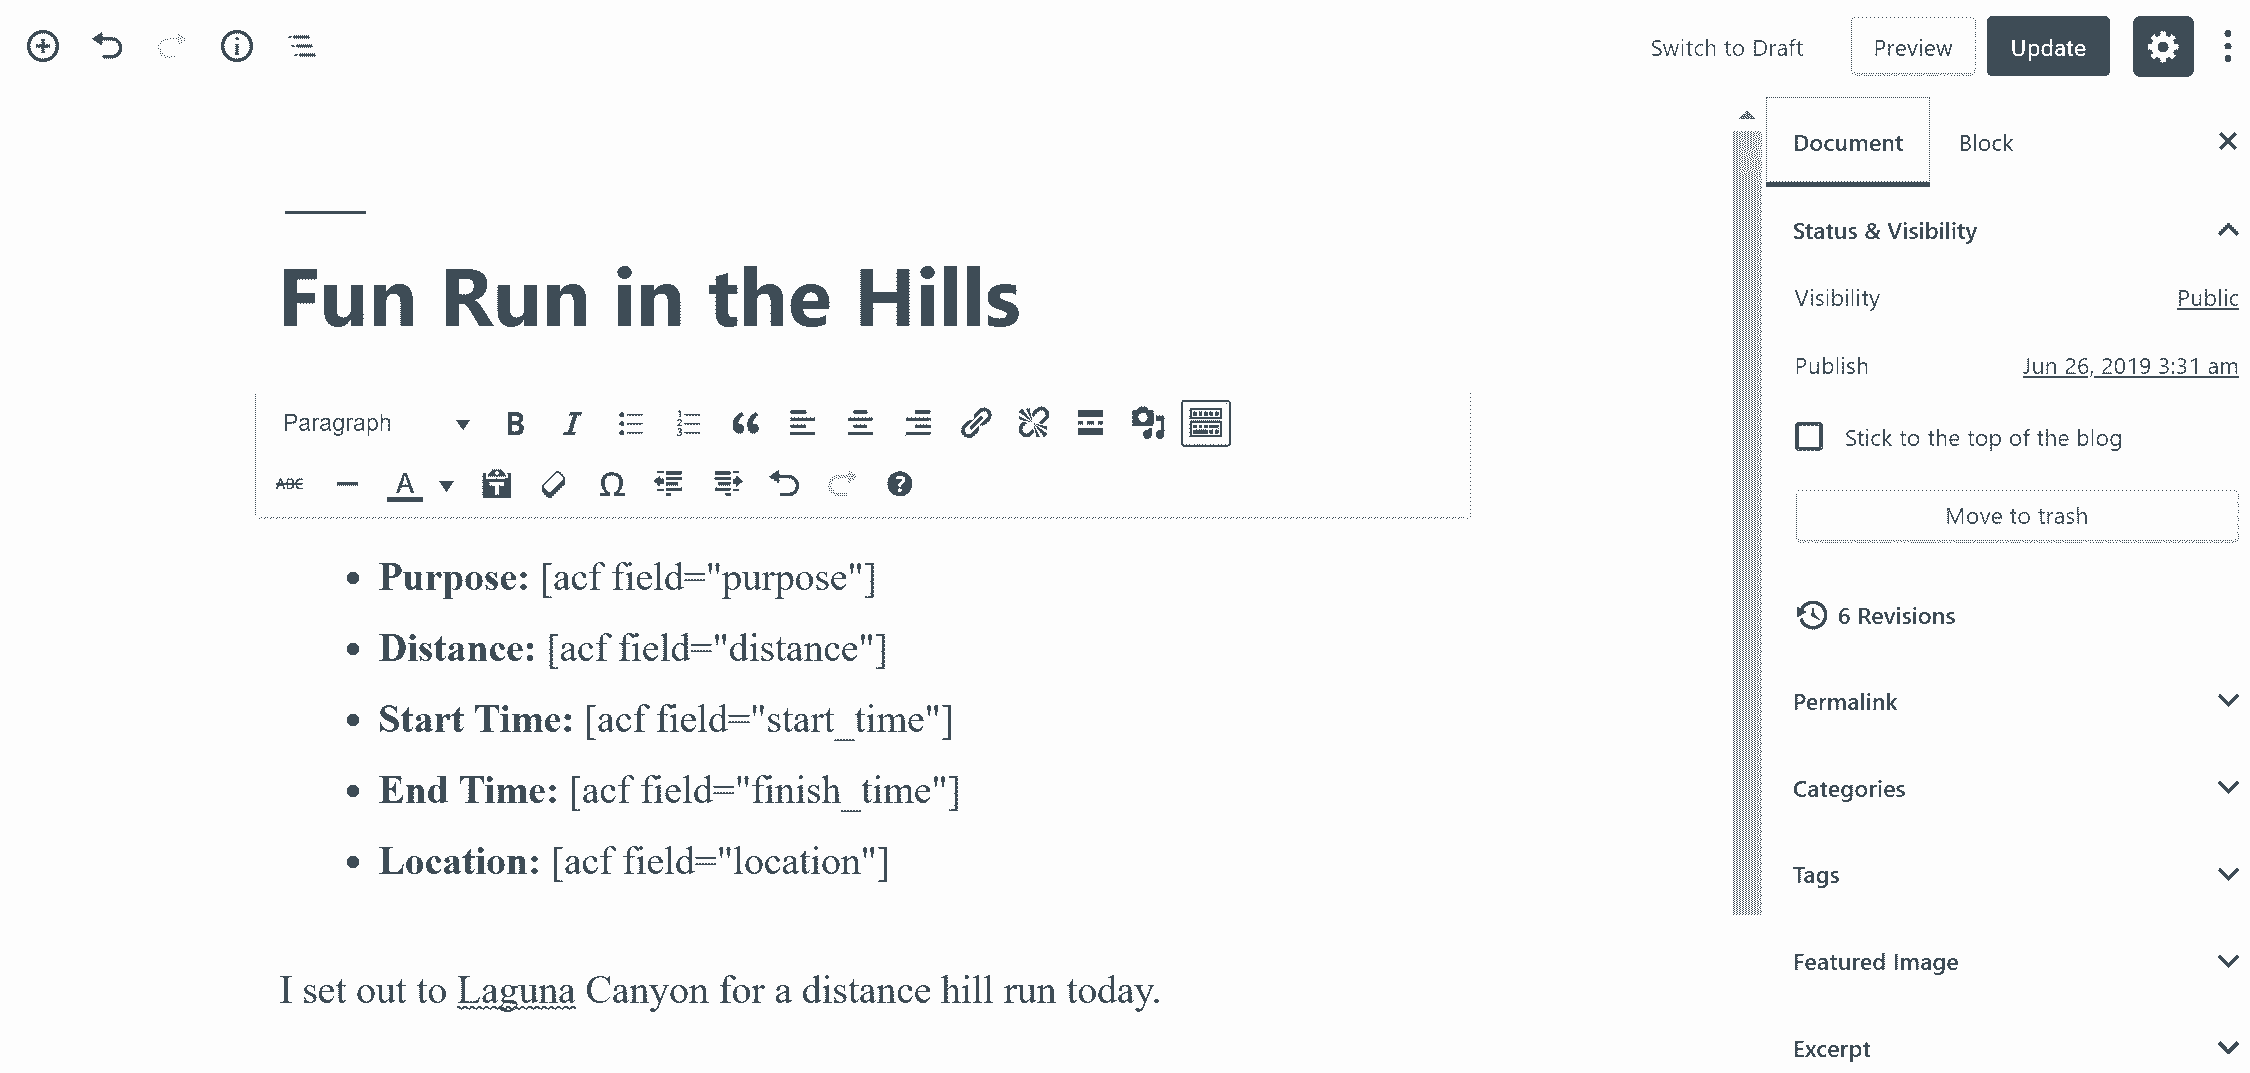 Switch to Draft Preview Update
Document Block
Status & Visibility
Fun Run in the Hills
Visibility Public
Publish Jun 26, 2019 3:31 am
Paragraph B I A
ABC
Stick to the top of the blog
Move to trash
Purpose: [acf field="purpose"]
Distance: [acf field="distance"]
Start Time: [acf field="start_time"]
End Time: [acf field="finish_time"]
Location: [acf field="location"]
I set out to Laguna Canyon for a distance hill run today.
6 Revisions
Permalink
Categories
Tags
Featured Image
Excerpt